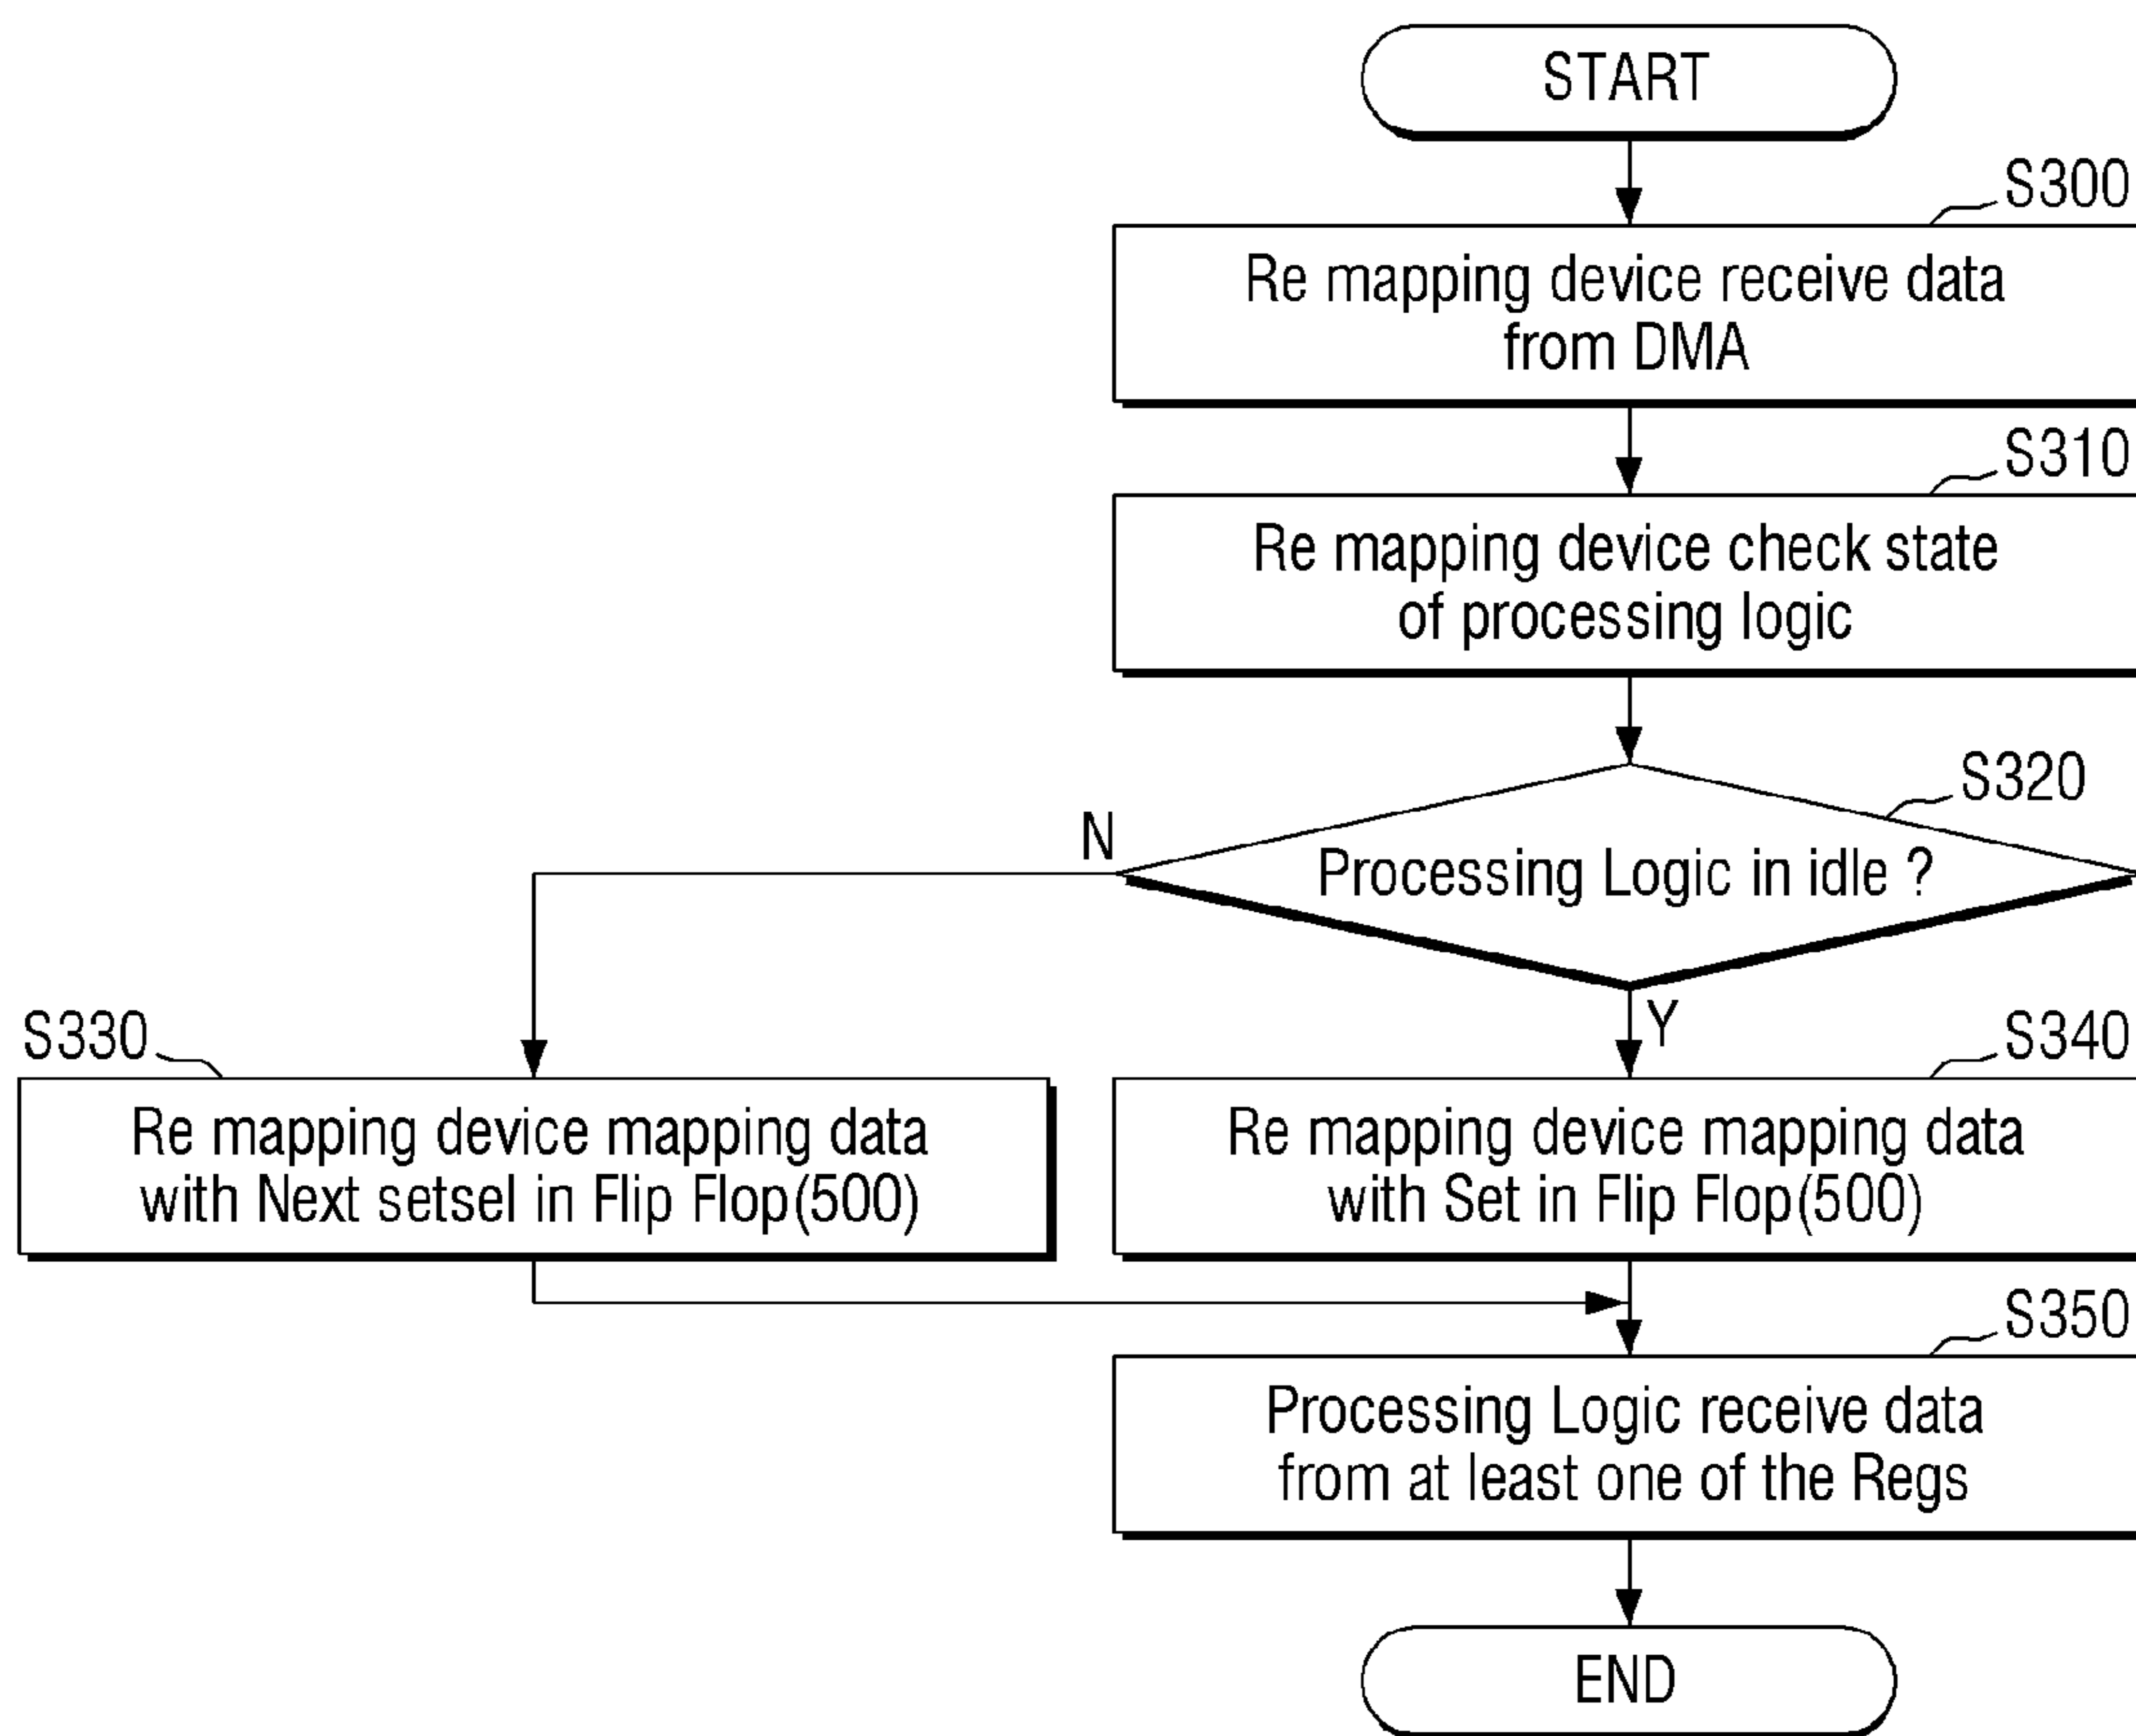 START
S300
Re mapping device receive data
from DMA
S310
Re mapping device check state
of processing logic
S320
Processing Logic in idle ?
N
Y
S330
Re mapping device mapping data
with Next setsel in Flip Flop(500)
S340
Re mapping device mapping data
with Set in Flip Flop(500)
S350
Processing Logic receive data
from at least one of the Regs
END